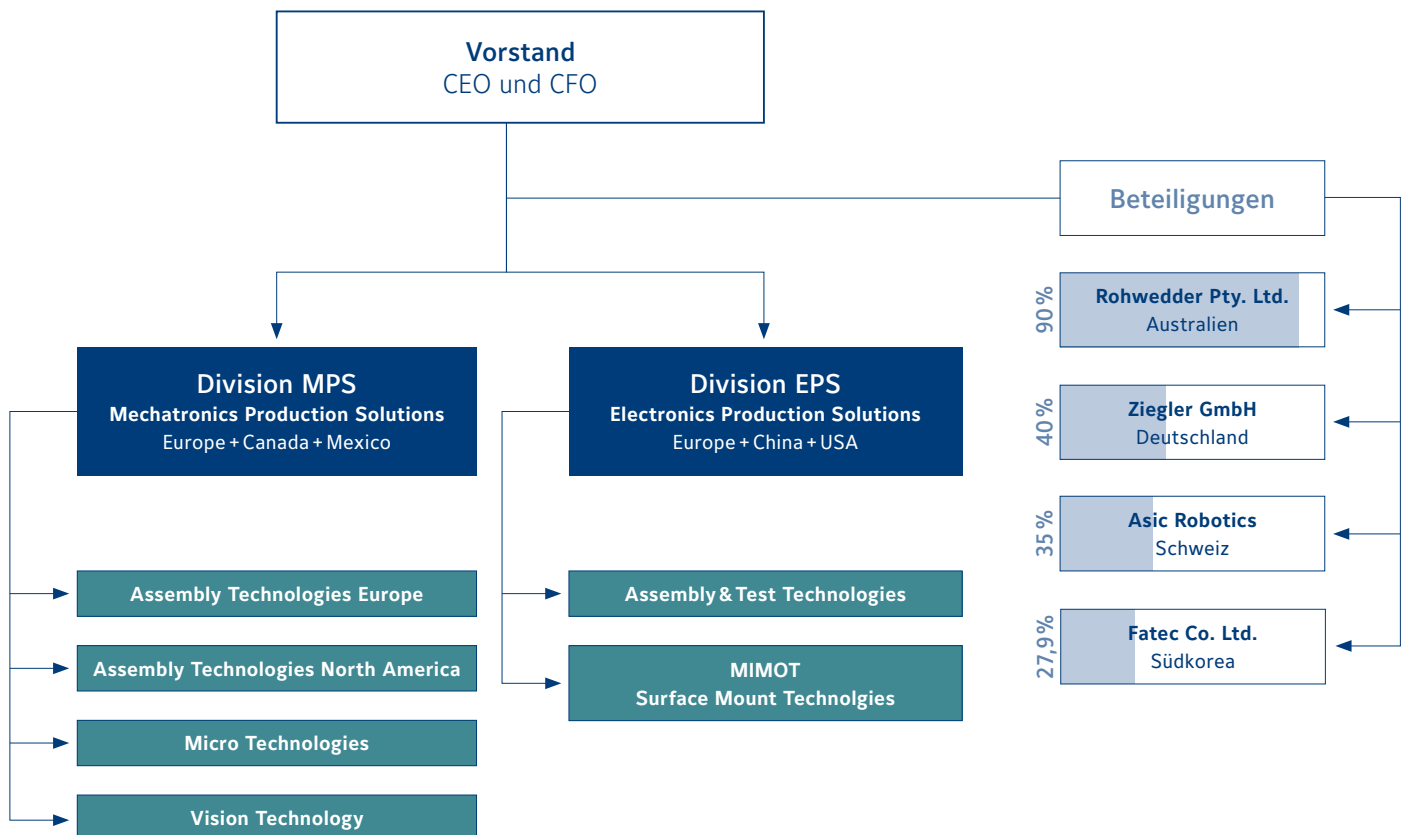 Vorstand
CEO und CFO
Beteiligungen
90 %
Rohwedder Pty. Ltd.
Australien
40 %
Ziegler GmbH
Deutschland
35 %
Asic Robotics
Schweiz
27,9 %
Fatec Co. Ltd.
Südkorea
Division MPS
Mechatronics Production Solutions
Europe + Canada + Mexico
Assembly Technologies Europe
Assembly Technologies North America
Micro Technologies
Vision Technology
Division EPS
Electronics Production Solutions
Europe + China + USA
Assembly & Test Technologies
MIMOT
Surface Mount Technolgies